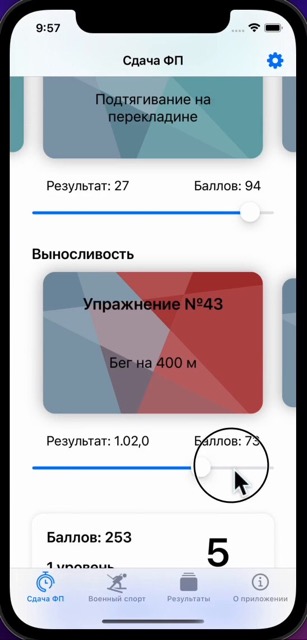 9:57
Сдача ФП
Подтягивание на
перекладине
Результат: 27 Баллов: 94
Выносливость
Упражнение №43
Бег на 400 м
Результат: 1.02,0 Баллов: 73
Баллов: 253
5
1 уровень
Сдача ФП Военный спорт Результаты О приложении